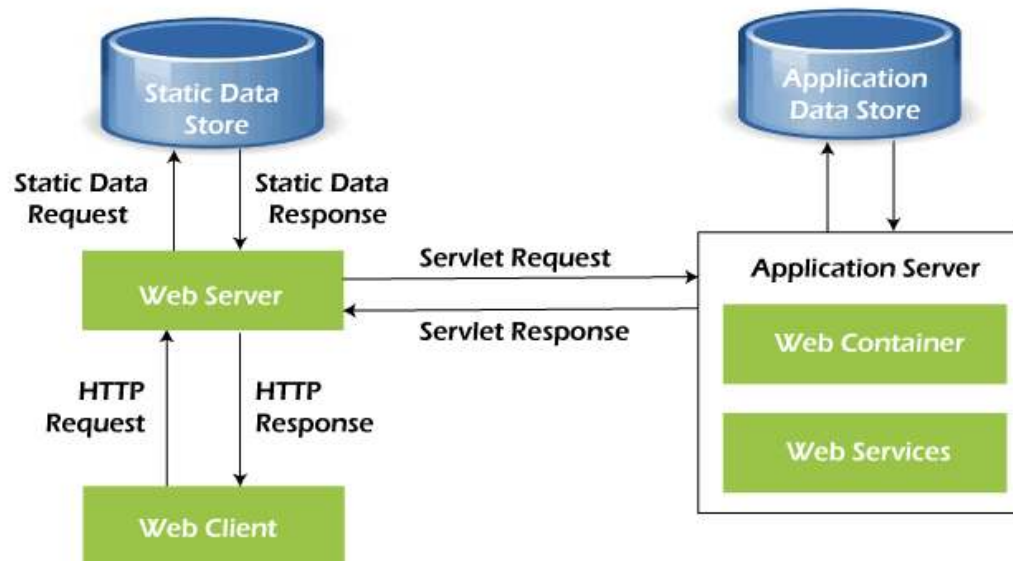 Static Data
Store
Application
Data Store
Static Data
Request
Static Data
Response
Web Server
Servlet Request
Servlet Response
Application Server
Web Container
Web Services
HTTP
Request
HTTP
Response
Web Client